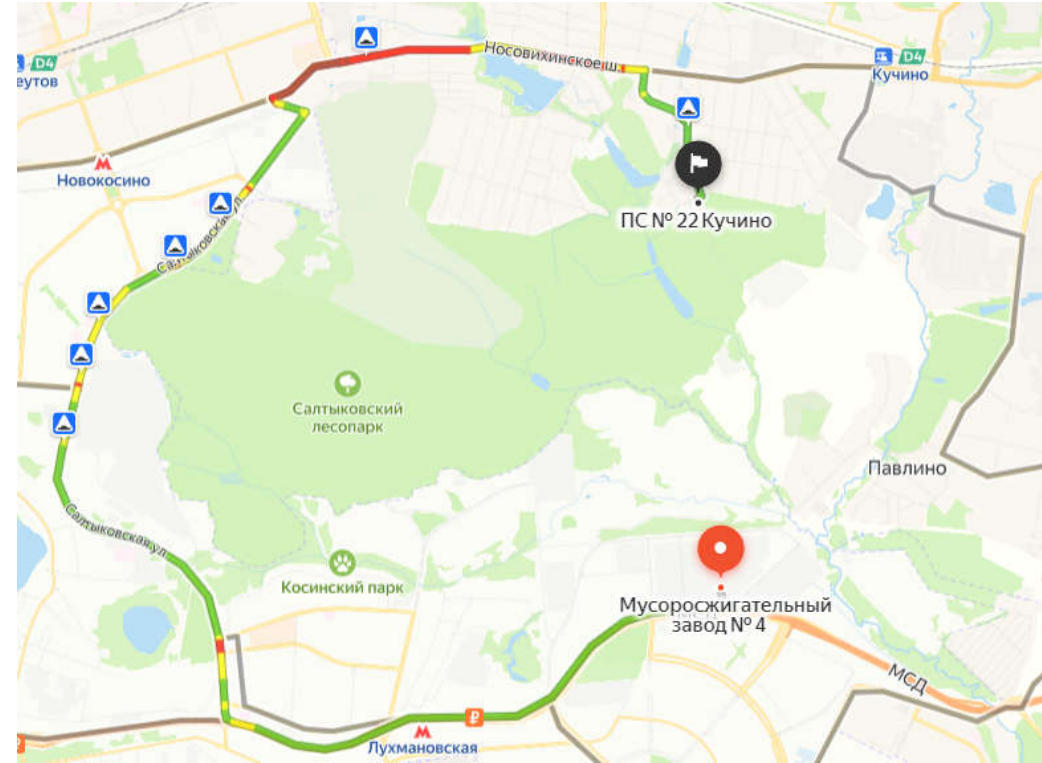 D4
еутов
Носовихинское ш.
D4
Кучино
М
Новокосино
ПС № 22 Кучино
Салтыковская ул.
Салтыковский
лесопарк
Павлино
Салтыковская ул.
Косинский парк
Мусоросжигательный
завод № 4
МСД
₽
М
Лухмановская